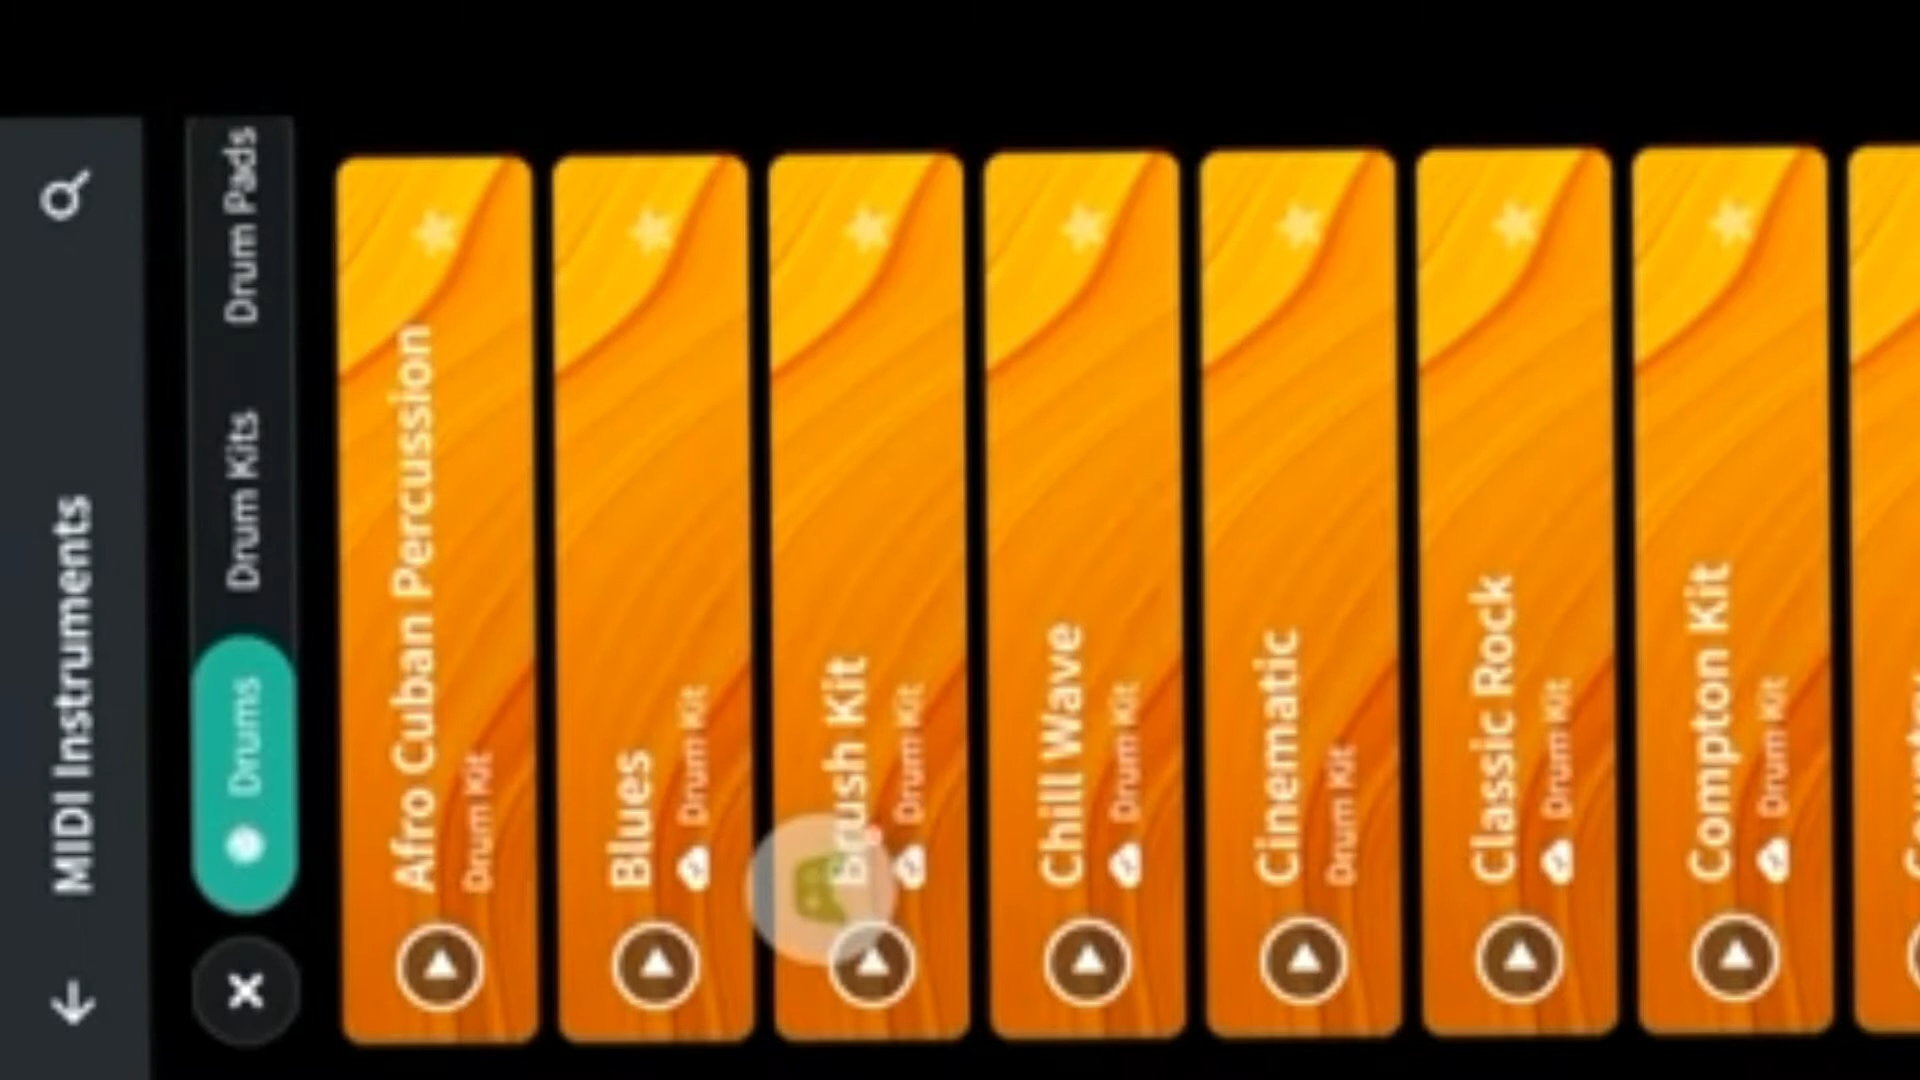 MIDI Instruments
Drums
Drum Kits
Drum Pads
Afro Cuban Percussion
Drum Kit
Blues
Drum Kit
Brush Kit
Drum Kit
Chill Wave
Drum Kit
Cinematic
Drum Kit
Classic Rock
Drum Kit
Compton Kit
Drum Kit